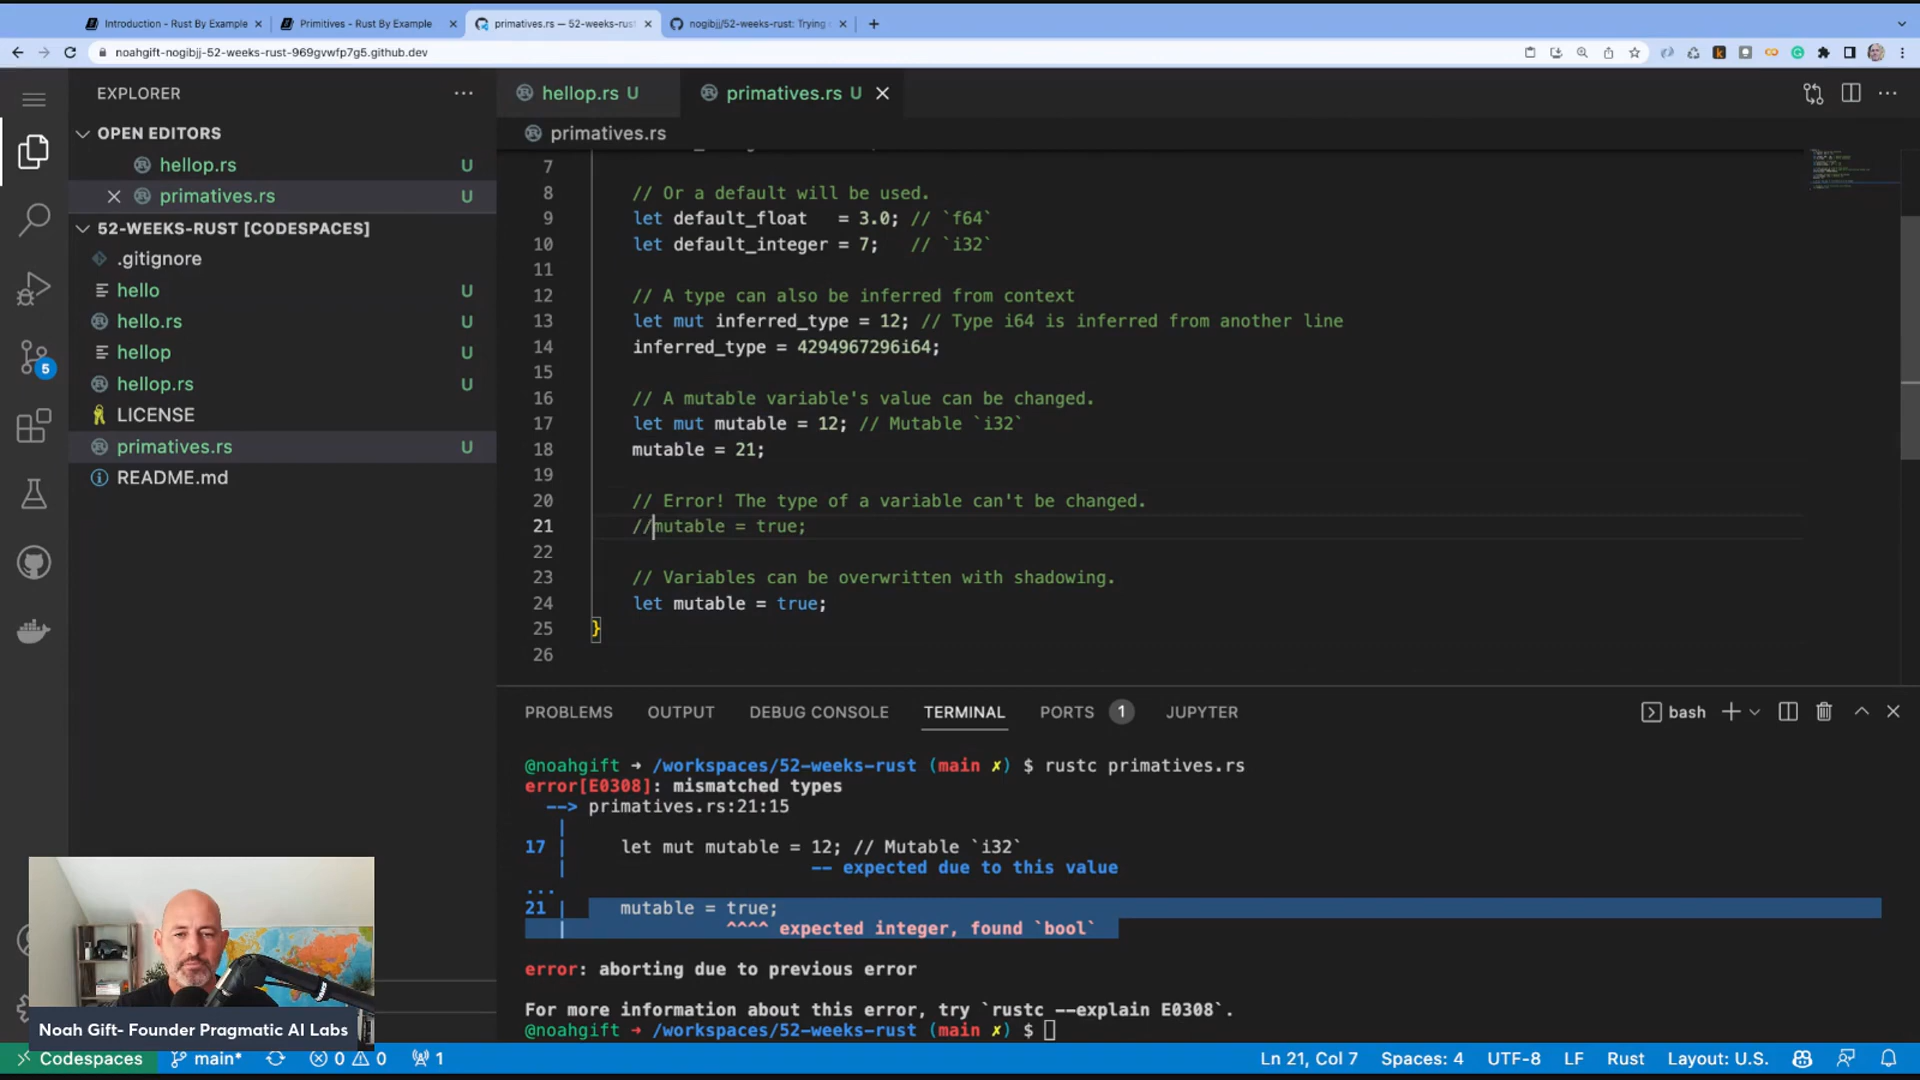 Introduction - Rust By Example
Primitives - Rust By Example
primatives.rs — 52-weeks-rust
nogibjj/52-weeks-rust: Trying
noahgift-nogibjj-52-weeks-rust-969gvwfp7g5.github.dev
EXPLORER
hellop.rs U
primatives.rs U
OPEN EDITORS
primatives.rs
hellop.rs U
primatives.rs U
52-WEEKS-RUST [CODESPACES]
.gitignore
hello U
hello.rs U
hellop U
hellop.rs U
LICENSE
primatives.rs U
README.md
5
7
8 // Or a default will be used.
9 let default_float   = 3.0; // `f64`
10 let default_integer = 7;   // `i32`
11
12 // A type can also be inferred from context
13 let mut inferred_type = 12; // Type i64 is inferred from another line
14 inferred_type = 4294967296i64;
15
16 // A mutable variable's value can be changed.
17 let mut mutable = 12; // Mutable `i32`
18 mutable = 21;
19
20 // Error! The type of a variable can't be changed.
21 //mutable = true;
22
23 // Variables can be overwritten with shadowing.
24 let mutable = true;
25 }
26
PROBLEMS OUTPUT DEBUG CONSOLE TERMINAL PORTS 1 JUPYTER
bash
@noahgift ➜ /workspaces/52-weeks-rust (main ✗) $ rustc primatives.rs
error[E0308]: mismatched types
--> primatives.rs:21:15
|
17 |     let mut mutable = 12; // Mutable `i32`
|                       -- expected due to this value
...
21 |     mutable = true;
|               ^^^^ expected integer, found `bool`
error: aborting due to previous error
For more information about this error, try `rustc --explain E0308`.
@noahgift ➜ /workspaces/52-weeks-rust (main ✗) $
Noah Gift- Founder Pragmatic AI Labs
Codespaces main* 0 0 1
Ln 21, Col 7 Spaces: 4 UTF-8 LF Rust Layout: U.S.